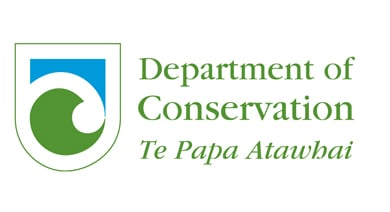 Department of
Conservation
Te Papa Atawhai